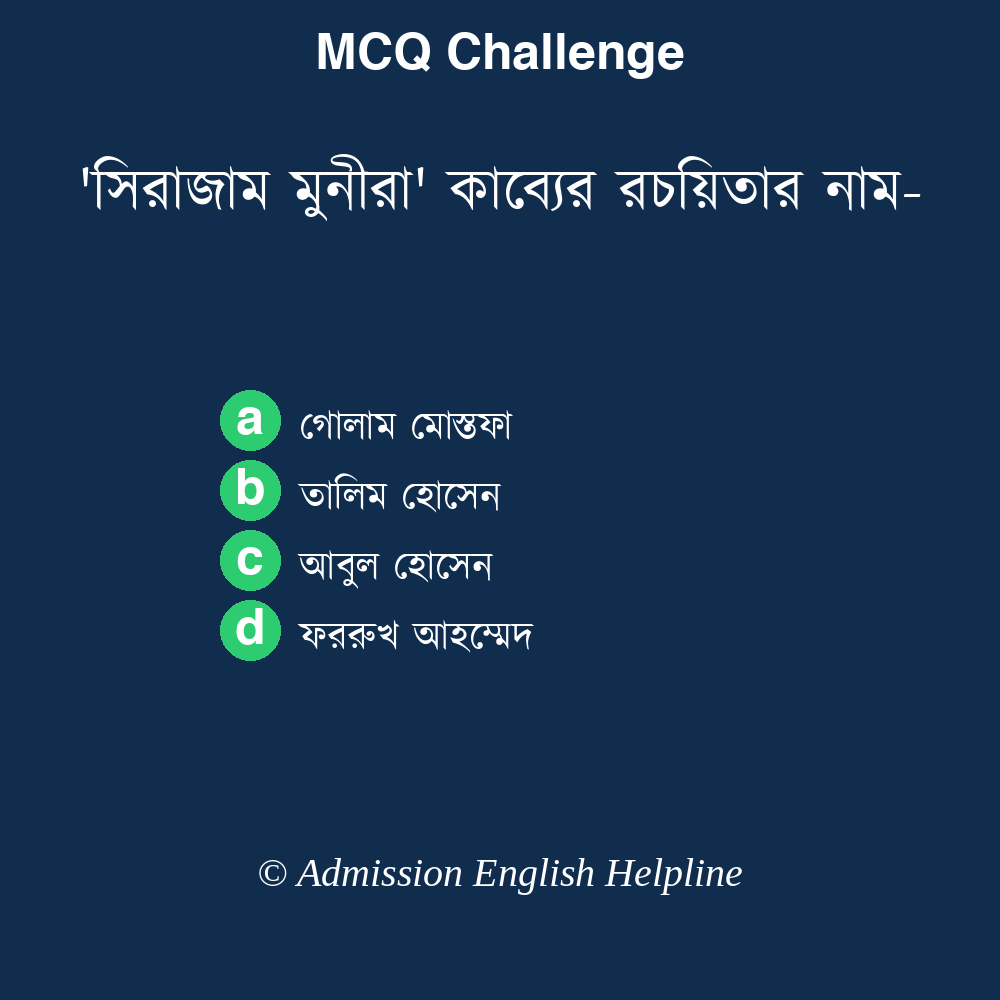 MCQ Challenge
'সিরাজাম মুনীরা' কাব্যের রচয়িতার নাম-
a গোলাম মোস্তফা
b তালিম হোসেন
c আবুল হোসেন
d ফররুখ আহম্মেদ
© Admission English Helpline